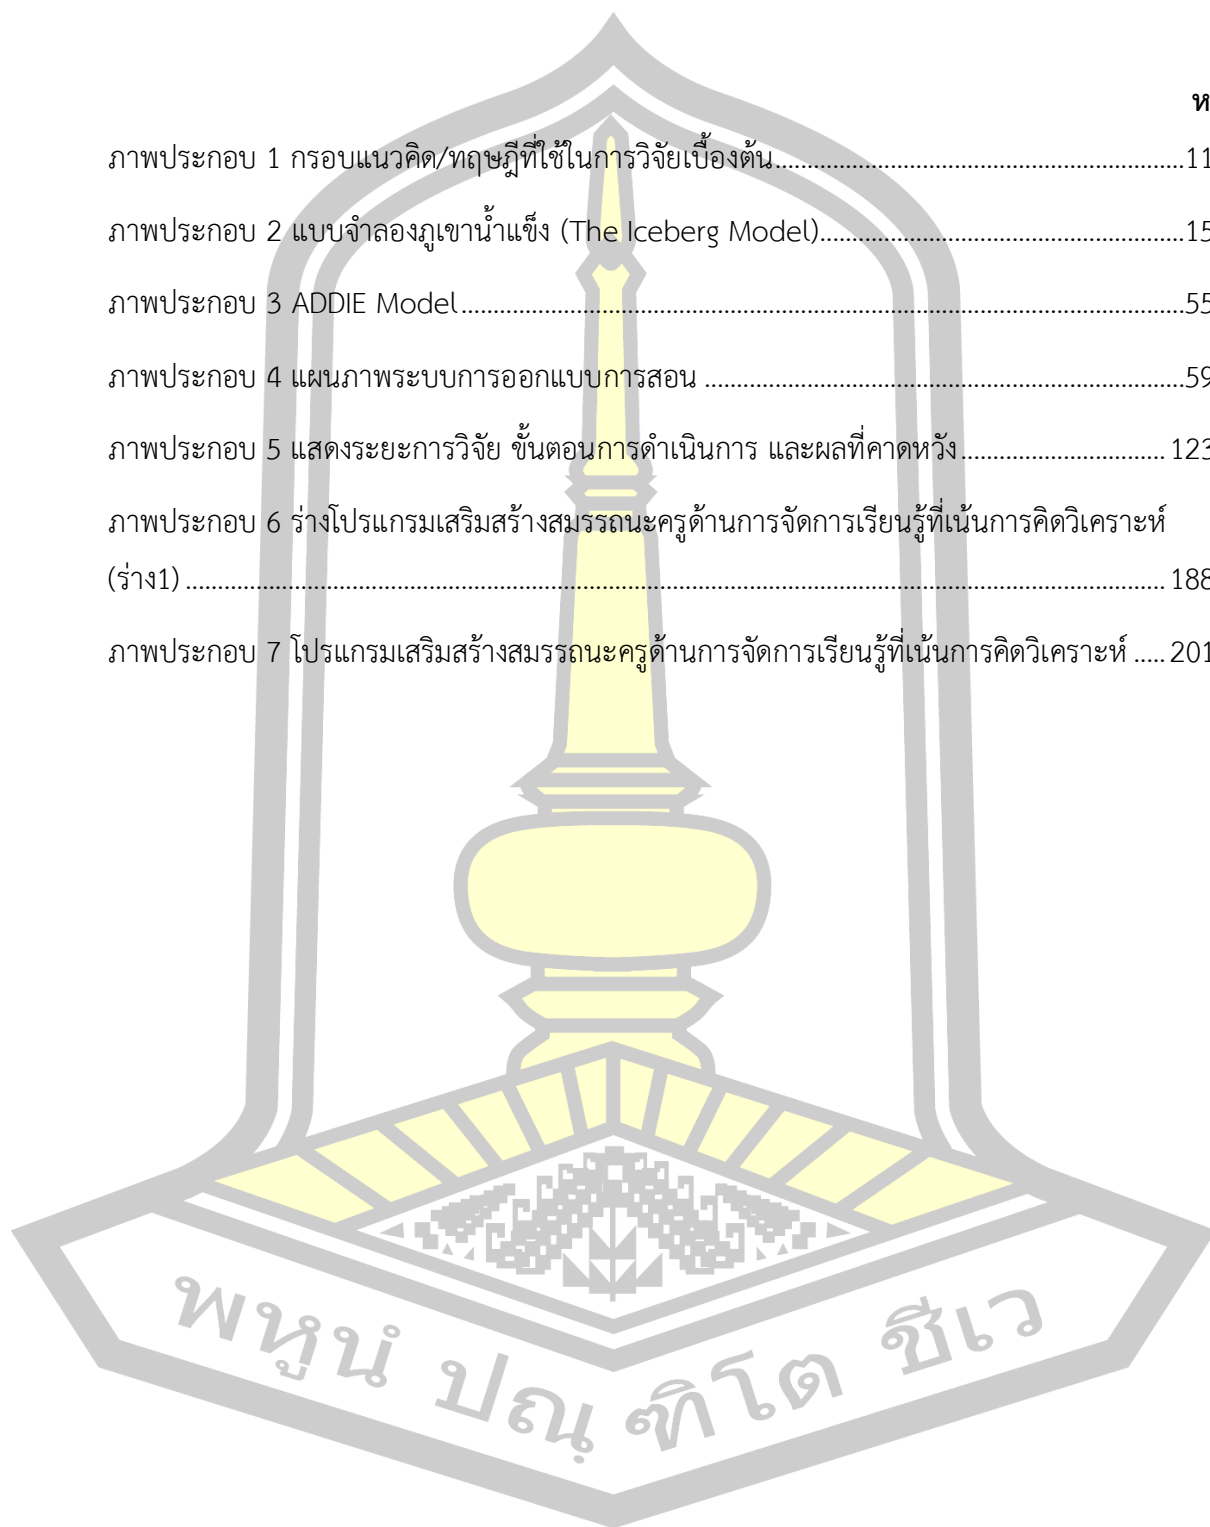 ห
ภาพประกอบ 1 กรอบแนวคิด/ทฤษฎีที่ใช้ในการวิจัยเบื้องต้น...........................................................................11
ภาพประกอบ 2 แบบจำลองภูเขาน้ำแข็ง (The Iceberg Model)....................................................................15
ภาพประกอบ 3 ADDIE Model....................................................................................................................55
ภาพประกอบ 4 แผนภาพระบบการออกแบบการสอน ....................................................................................59
ภาพประกอบ 5 แสดงระยะการวิจัย ขั้นตอนการดำเนินการ และผลที่คาดหวัง.................................... 123
ภาพประกอบ 6 ร่างโปรแกรมเสริมสร้างสมรรถนะครูด้านการจัดการเรียนรู้ที่เน้นการคิดวิเคราะห์
(ร่าง1) ................................................................................................................................................ 188
ภาพประกอบ 7 โปรแกรมเสริมสร้างสมรรถนะครูด้านการจัดการเรียนรู้ที่เน้นการคิดวิเคราะห์ ..... 201
พหูนํ ปณฺ ฑิโต ชีเว